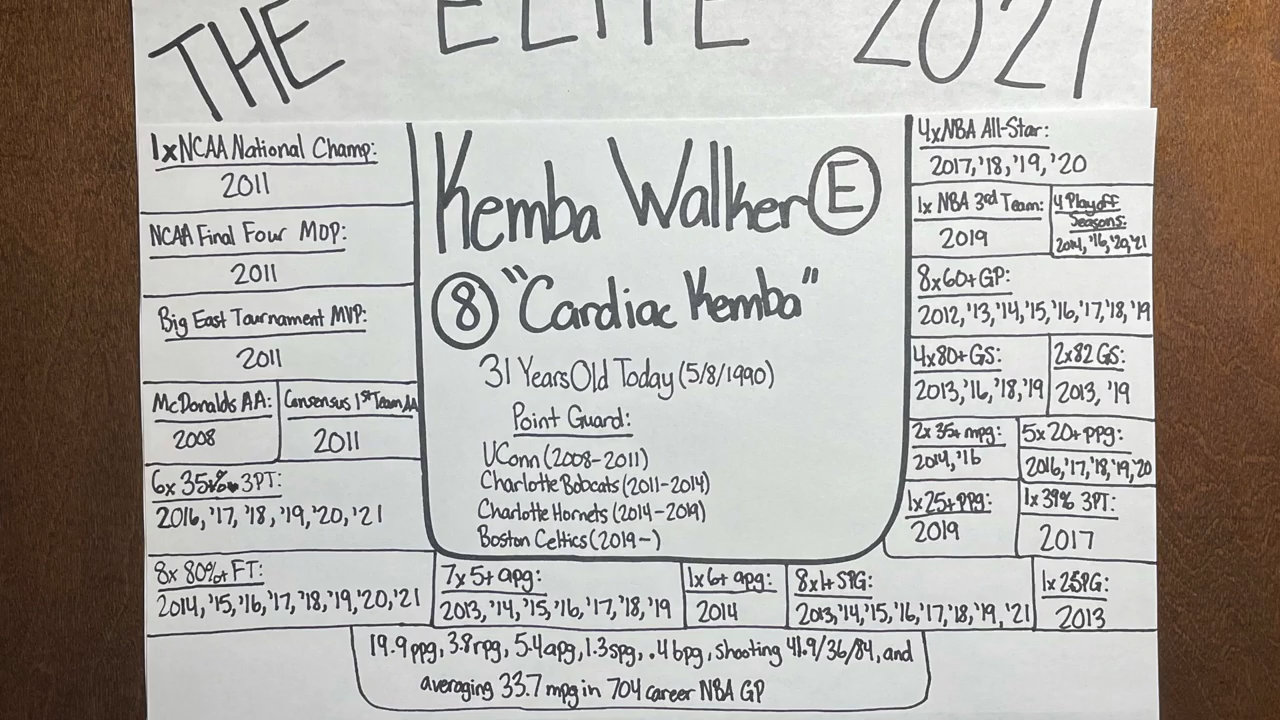 THE ELITE 2021
1x NCAA National Champ:
2011
NCAA Final Four MOP:
2011
Big East Tournament MVP:
2011
McDonalds AA:
2008
Consensus 1st Team AA
2011
6x 35+% 3PT:
2016, '17, '18, '19, '20, '21
8x 80%+ FT:
2014, '15, '16, '17, '18, '19, '20, '21
Kemba Walker E
8 "Cardiac Kemba"
31 Years Old Today (5/8/1990)
Point Guard:
UConn (2008-2011)
Charlotte Bobcats (2011-2014)
Charlotte Hornets (2014-2019)
Boston Celtics (2019-)
4x NBA All-Star:
2017, '18, '19, '20
1x NBA 3rd Team:
2019
4 Playoff
Seasons:
2014, '16, '20, '21
8x 60+ GP:
2012, '13, '14, '15, '16, '17, '18, '19
4x 80+ GS:
2013, '16, '18, '19
2x 82 GS:
2013, '19
2x 35+ mpg:
2014, '16
5x 20+ ppg:
2016, '17, '18, '19, '20
1x 25+ ppg:
2019
1x 39% 3PT:
2017
7x 5+ apg:
2013, '14, '15, '16, '17, '18, '19
1x 6+ apg:
2014
8x 1+ SPG:
2013, '14, '15, '16, '17, '18, '19, '21
1x 2SPG:
2013
19.9 ppg, 3.8 rpg, 5.4 apg, 1.3 spg, .4 bpg, shooting 41.9/36/84, and
averaging 33.7 mpg in 704 career NBA GP